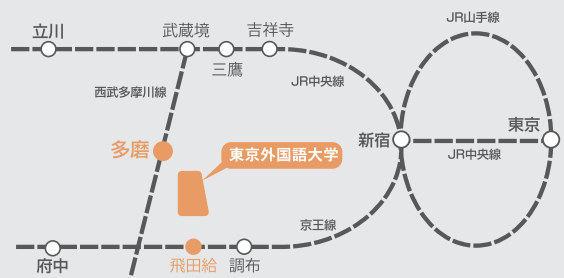 JR山手線
立川
武蔵境
吉祥寺
三鷹
西武多摩川線
JR中央線
多磨
東京外国語大学
新宿
東京
JR中央線
京王線
府中
飛田給
調布